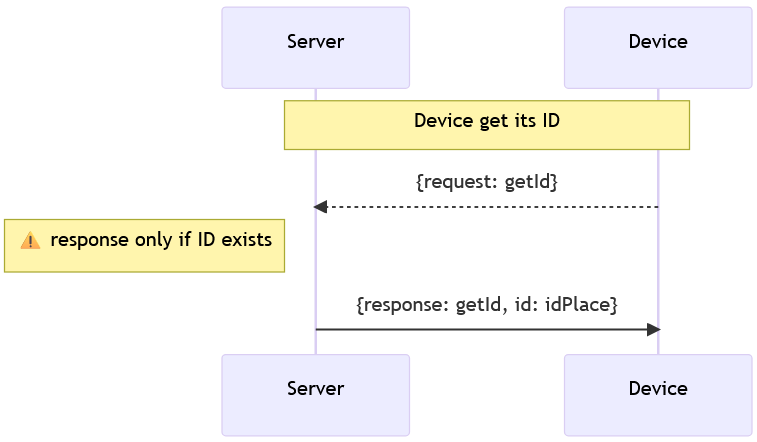 Server
Device
Device get its ID
{request: getId}
⚠️ response only if ID exists
{response: getId, id: idPlace}
Server
Device